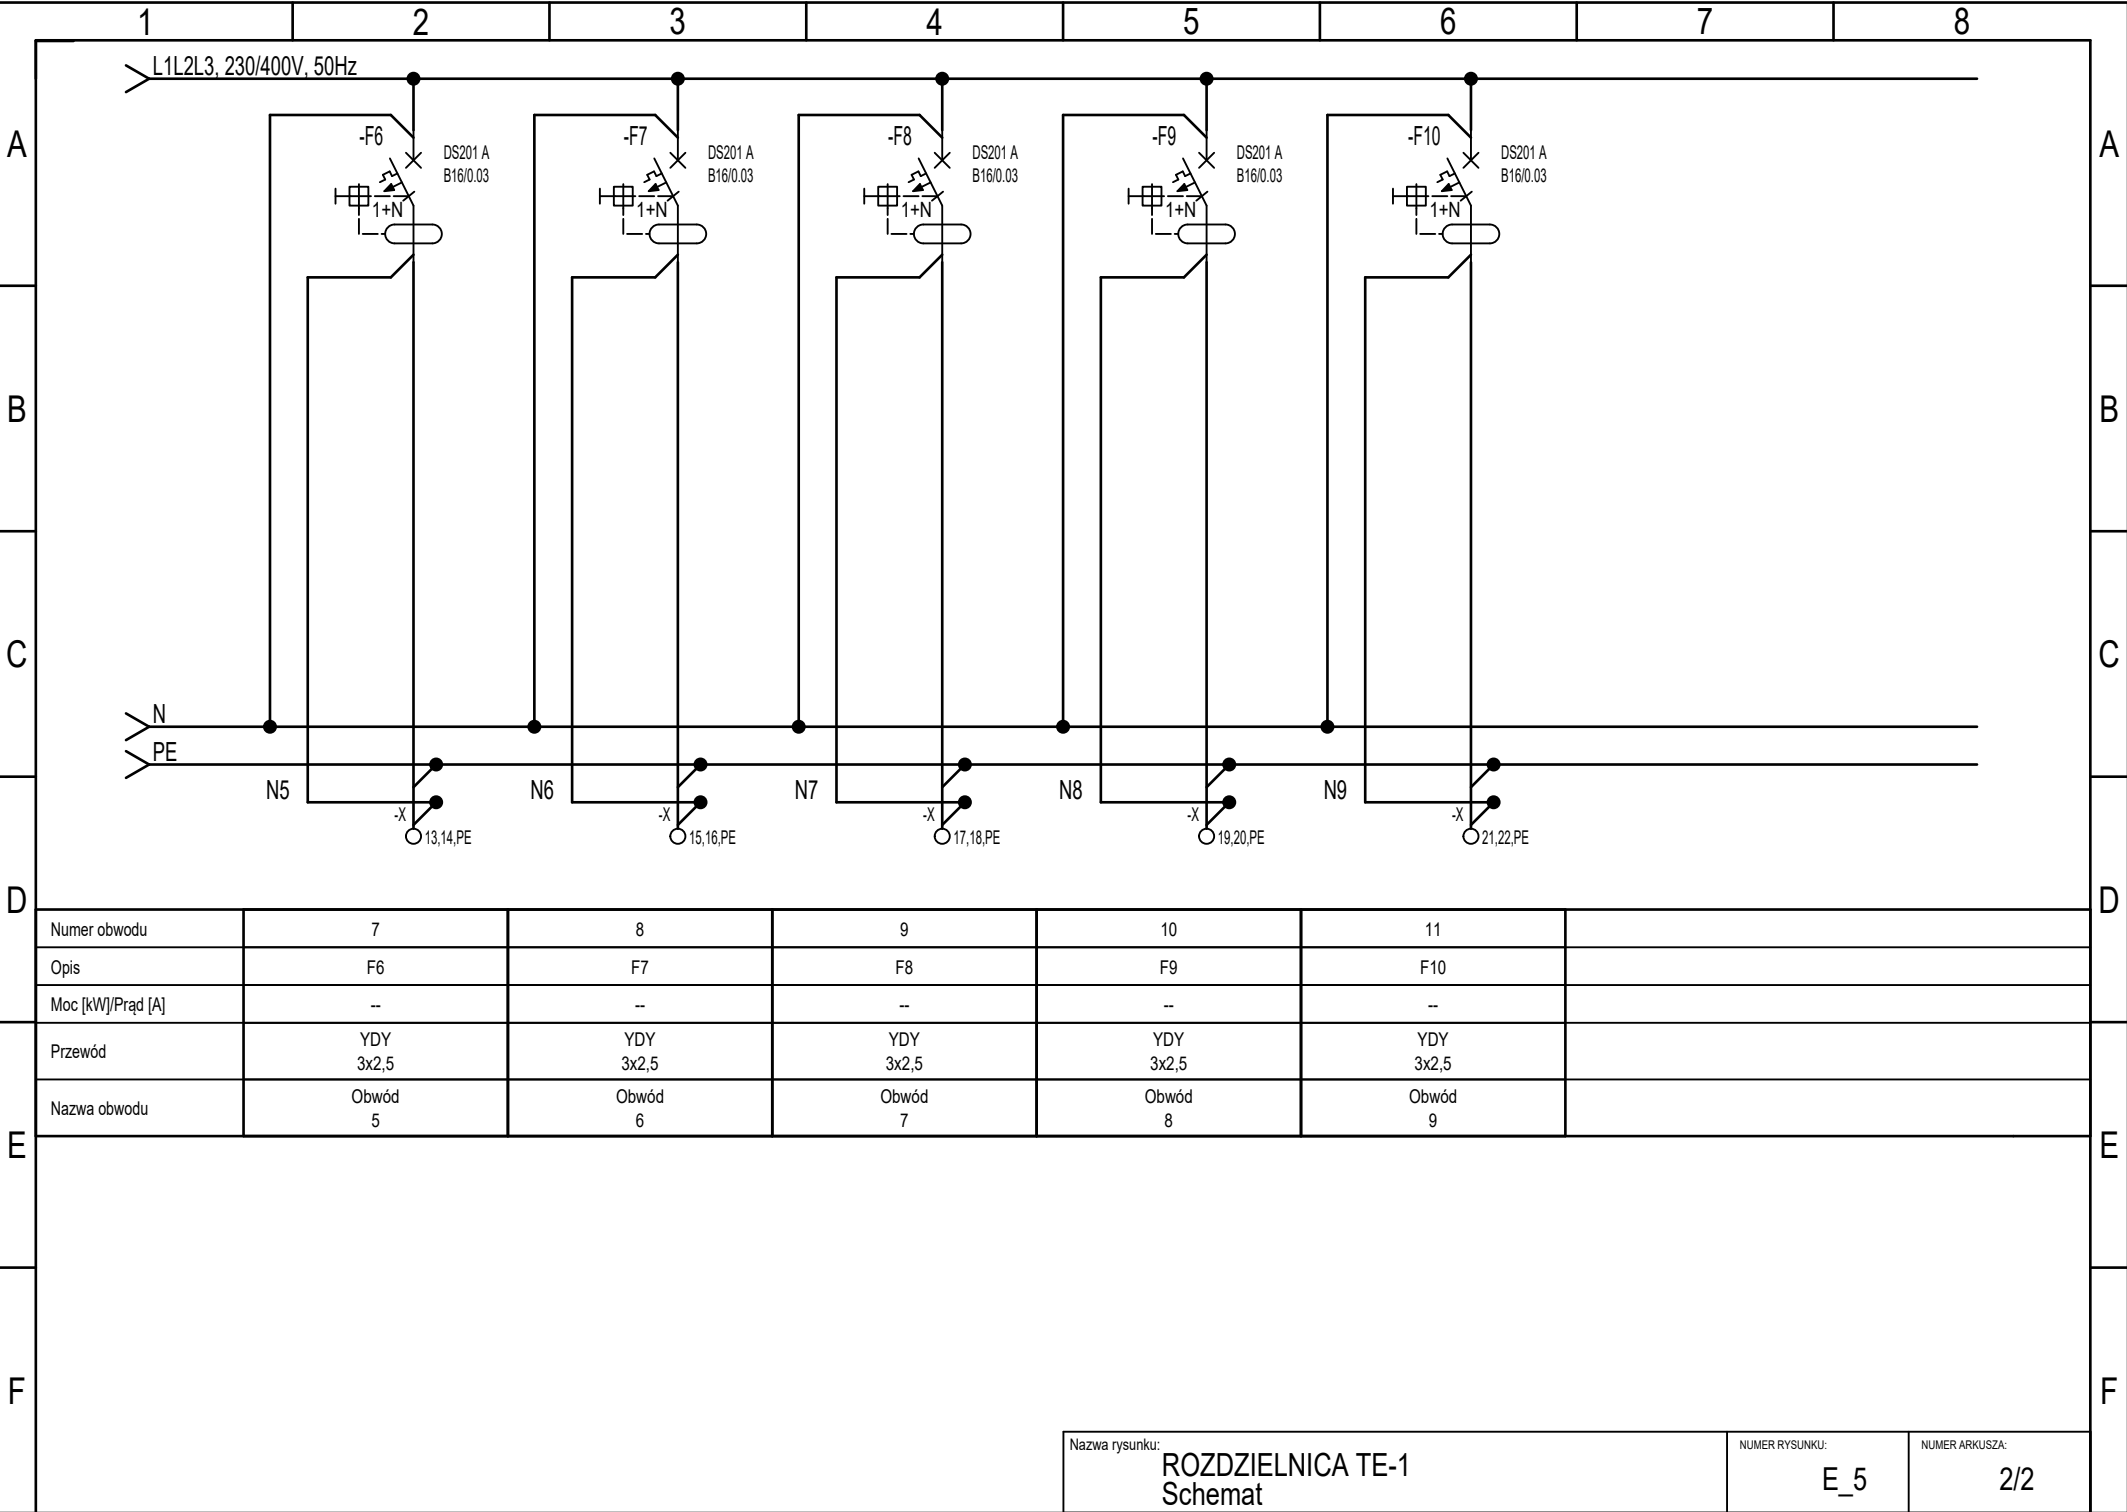 1 2 3 4 5 6 7 8
L1L2L3, 230/400V, 50Hz
A A
-F6 -F7 -F8 -F9 -F10
DS201 A DS201 A DS201 A DS201 A DS201 A
B16/0.03 B16/0.03 B16/0.03 B16/0.03 B16/0.03
1+N 1+N 1+N 1+N 1+N
B B
C C
N
PE
N5 N6 N7 N8 N9
-X -X -X -X -X
13,14,PE 15,16,PE 17,18,PE 19,20,PE 21,22,PE
D D
Numer obwodu 7 8 9 10 11
Opis F6 F7 F8 F9 F10
Moc [kW]/Prąd [A] -- -- -- -- --
Przewód YDY YDY YDY YDY YDY
3x2,5 3x2,5 3x2,5 3x2,5 3x2,5
Nazwa obwodu Obwód Obwód Obwód Obwód Obwód
5 6 7 8 9
E E
F F
Nazwa rysunku: NUMER RYSUNKU: NUMER ARKUSZA:
ROZDZIELNICA TE-1
Schemat E_5 2/2